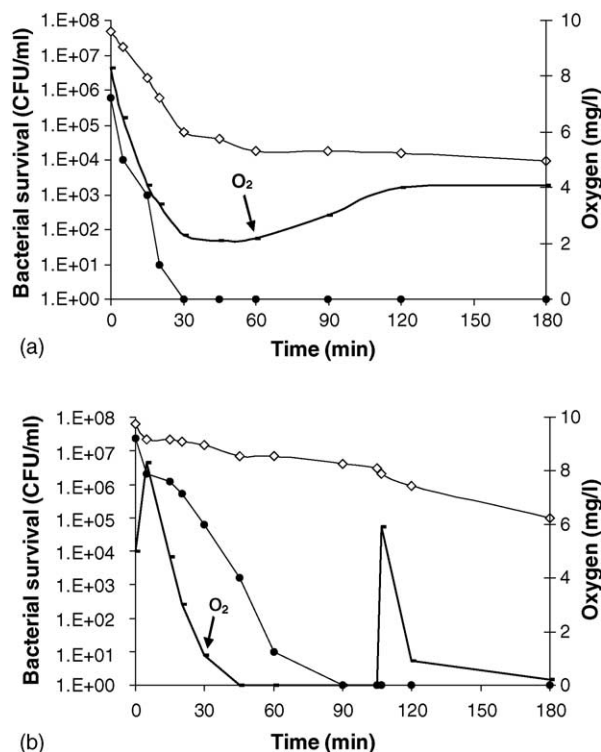 Bacterial survival (CFU/ml)
1.E+08
1.E+07
1.E+06
1.E+05
1.E+04
1.E+03
1.E+02
1.E+01
1.E+00
O₂
10
8
6
4
2
0
Oxygen (mg/l)
0 30 60 90 120 150 180
(a) Time (min)
Bacterial survival (CFU/ml)
1.E+08
1.E+07
1.E+06
1.E+05
1.E+04
1.E+03
1.E+02
1.E+01
1.E+00
O₂
10
8
6
4
2
0
Oxygen (mg/l)
0 30 60 90 120 150 180
(b) Time (min)